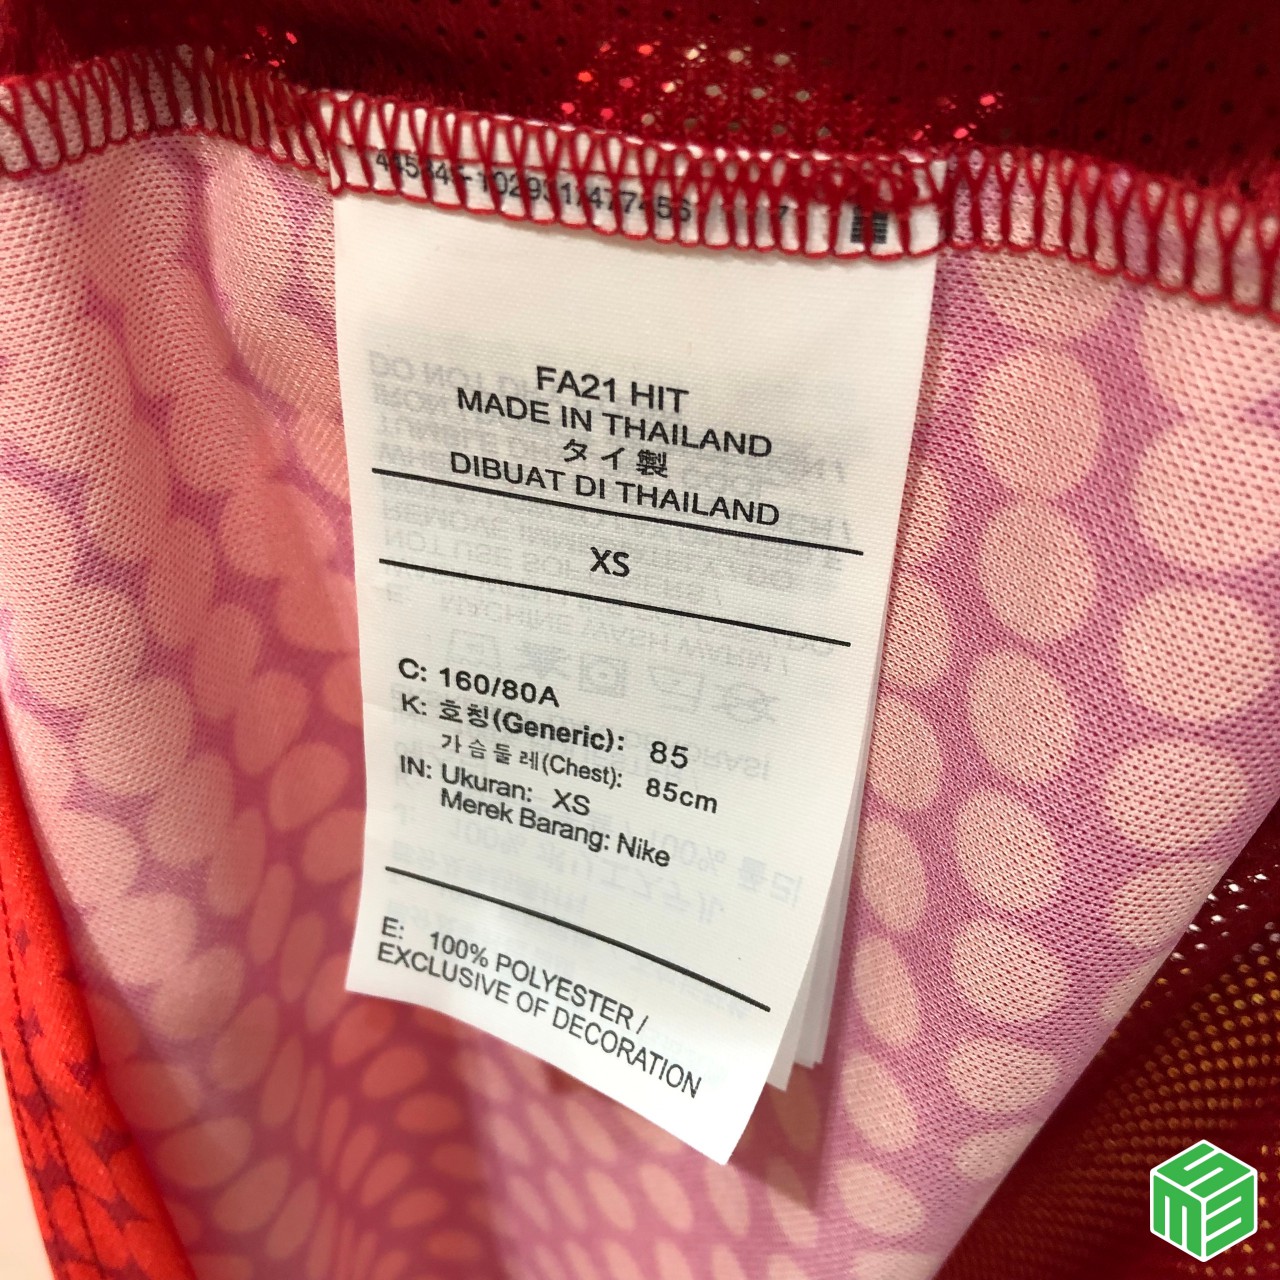 FA21 HIT
MADE IN THAILAND
タイ製
DIBUAT DI THAILAND
XS
C: 160/80A
K: 호칭(Generic): 85
가슴둘레(Chest): 85cm
IN: Ukuran: XS
Merek Barang: Nike
E: 100% POLYESTER /
EXCLUSIVE OF DECORATION
SM3